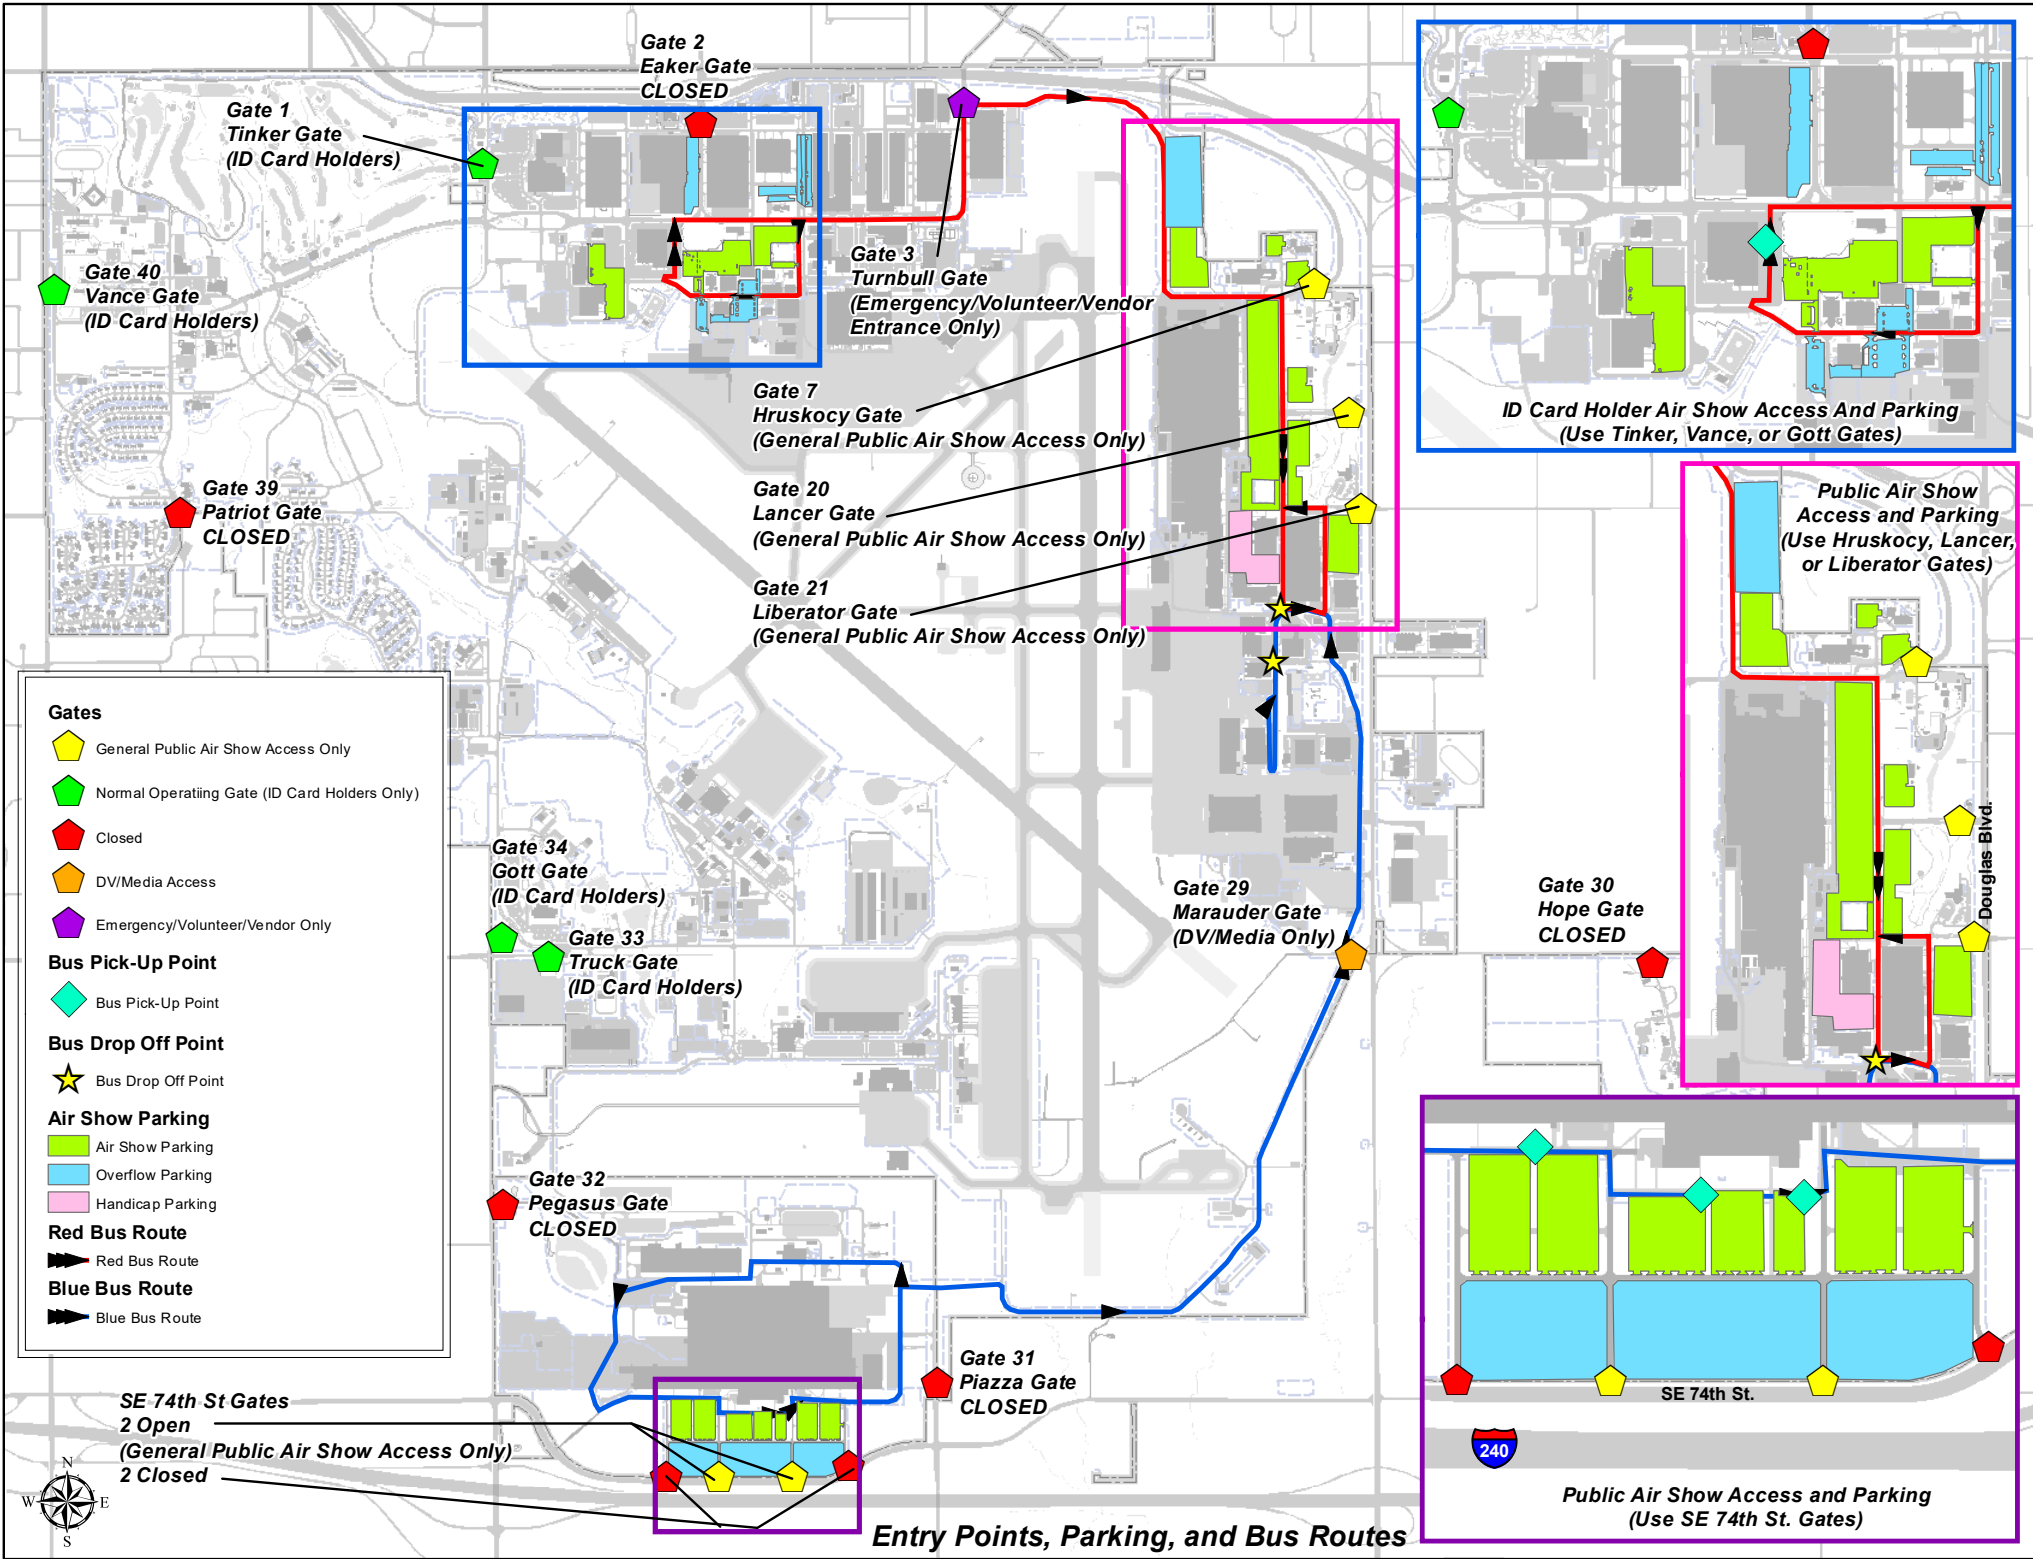 Gate 2
Eaker Gate
CLOSED
Gate 1
Tinker Gate
(ID Card Holders)
Gate 40
Vance Gate
(ID Card Holders)
Gate 3
Turnbull Gate
(Emergency/Volunteer/Vendor
Entrance Only)
Gate 7
Hruskocy Gate
(General Public Air Show Access Only)
Gate 20
Lancer Gate
(General Public Air Show Access Only)
Gate 21
Liberator Gate
(General Public Air Show Access Only)
Gate 39
Patriot Gate
CLOSED
ID Card Holder Air Show Access And Parking
(Use Tinker, Vance, or Gott Gates)
Public Air Show
Access and Parking
(Use Hruskocy, Lancer,
or Liberator Gates)
Douglas Blvd.
Gates
General Public Air Show Access Only
Normal Operatiing Gate (ID Card Holders Only)
Closed
DV/Media Access
Emergency/Volunteer/Vendor Only
Bus Pick-Up Point
Bus Pick-Up Point
Bus Drop Off Point
Bus Drop Off Point
Air Show Parking
Air Show Parking
Overflow Parking
Handicap Parking
Red Bus Route
Red Bus Route
Blue Bus Route
Blue Bus Route
Gate 34
Gott Gate
(ID Card Holders)
Gate 33
Truck Gate
(ID Card Holders)
Gate 29
Marauder Gate
(DV/Media Only)
Gate 30
Hope Gate
CLOSED
Gate 32
Pegasus Gate
CLOSED
Gate 31
Piazza Gate
CLOSED
SE 74th St Gates
2 Open
(General Public Air Show Access Only)
2 Closed
N
W
E
S
SE 74th St.
240
Public Air Show Access and Parking
(Use SE 74th St. Gates)
Entry Points, Parking, and Bus Routes